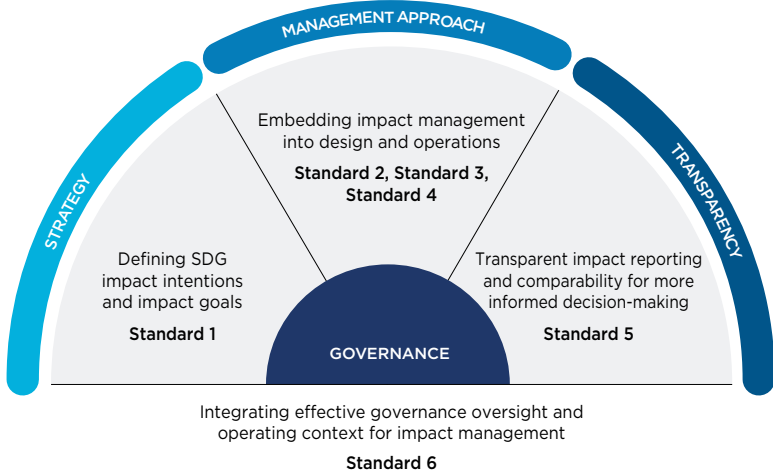 MANAGEMENT APPROACH
STRATEGY
TRANSPARENCY
Embedding impact management
into design and operations
Standard 2, Standard 3,
Standard 4
Defining SDG
impact intentions
and impact goals
Standard 1
Transparent impact reporting
and comparability for more
informed decision-making
Standard 5
GOVERNANCE
Integrating effective governance oversight and
operating context for impact management
Standard 6